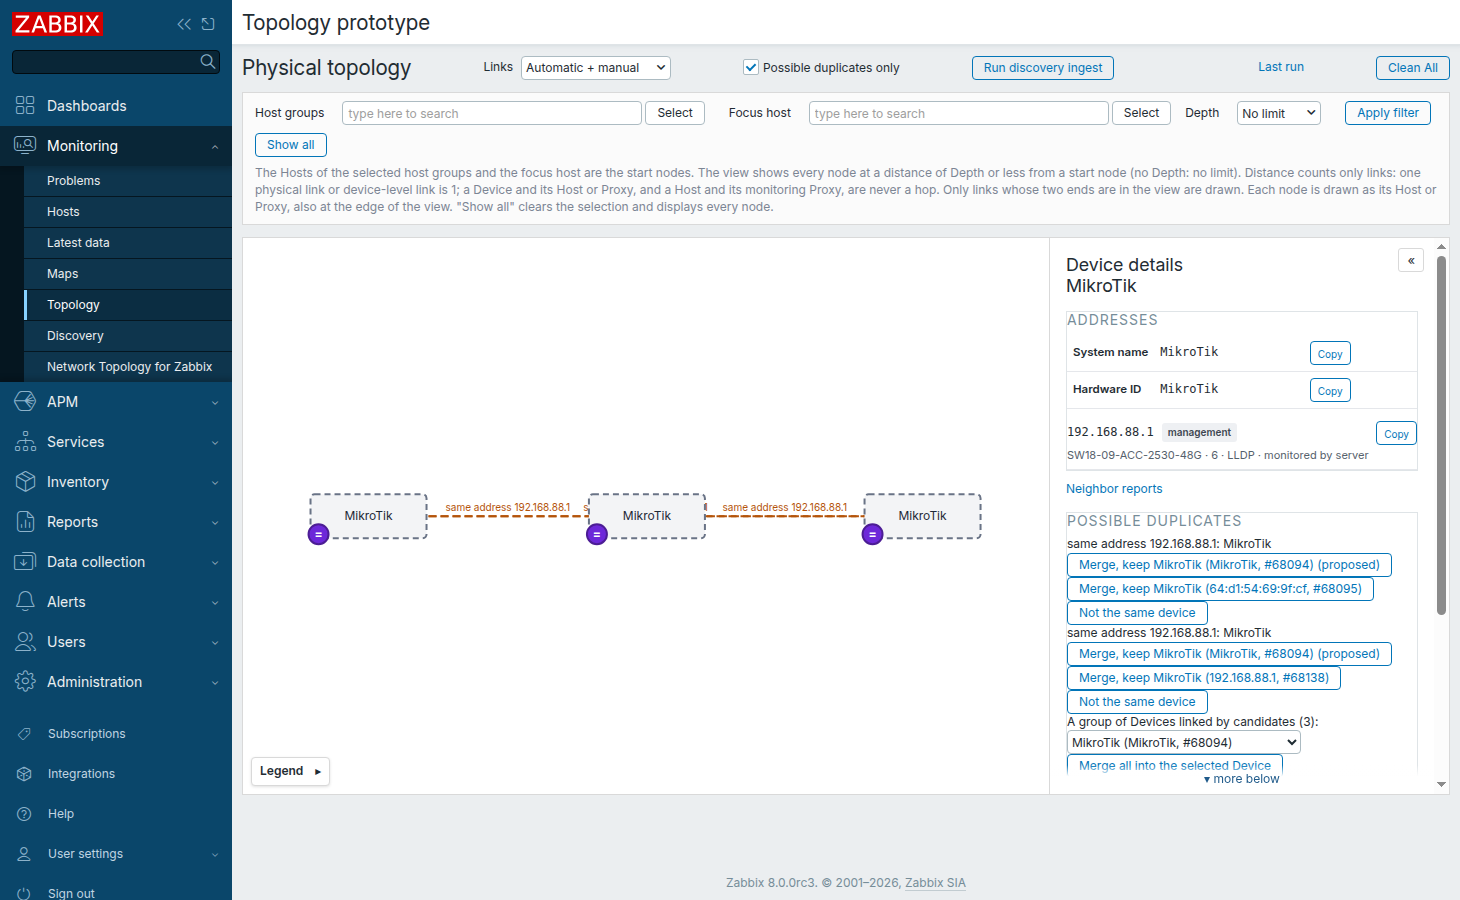 ZABBIX
Topology prototype
Physical topology
Links
Automatic + manual
Possible duplicates only
Run discovery ingest
Last run
Clean All
Host groups
type here to search
Select
Focus host
type here to search
Select
Depth
No limit
Apply filter
Show all
The Hosts of the selected host groups and the focus host are the start nodes. The view shows every node at a distance of Depth or less from a start node (no Depth: no limit). Distance counts only links: one
physical link or device-level link is 1; a Device and its Host or Proxy, and a Host and its monitoring Proxy, are never a hop. Only links whose two ends are in the view are drawn. Each node is drawn as its Host or
Proxy, also at the edge of the view. "Show all" clears the selection and displays every node.
Dashboards
Monitoring
Problems
Hosts
Latest data
Maps
Topology
Discovery
Network Topology for Zabbix
APM
Services
Inventory
Reports
Data collection
Alerts
Users
Administration
Subscriptions
Integrations
Help
User settings
Sign out
MikroTik
=
same address 192.168.88.1
MikroTik
=
same address 192.168.88.1
MikroTik
=
Legend ▸
Device details
MikroTik
«
ADDRESSES
System name MikroTik Copy
Hardware ID MikroTik Copy
192.168.88.1 management Copy
SW18-09-ACC-2530-48G · 6 · LLDP · monitored by server
Neighbor reports
POSSIBLE DUPLICATES
same address 192.168.88.1: MikroTik
Merge, keep MikroTik (MikroTik, #68094) (proposed)
Merge, keep MikroTik (64:d1:54:69:9f:cf, #68095)
Not the same device
same address 192.168.88.1: MikroTik
Merge, keep MikroTik (MikroTik, #68094) (proposed)
Merge, keep MikroTik (192.168.88.1, #68138)
Not the same device
A group of Devices linked by candidates (3):
MikroTik (MikroTik, #68094)
Merge all into the selected Device
▾ more below
Zabbix 8.0.0rc3. © 2001–2026, Zabbix SIA